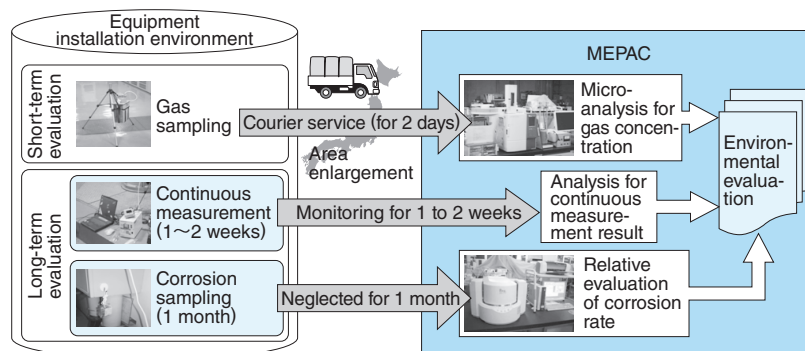 Equipment
installation environment
Short-term
evaluation
Gas
sampling
Courier service (for 2 days)
Area
enlargement
MEPAC
Micro-
analysis for
gas concen-
tration
Environ-
mental
evalua-
tion
Long-term
evaluation
Continuous
measurement
(1～2 weeks)
Monitoring for 1 to 2 weeks
Analysis for
continuous
measure-
ment result
Corrosion
sampling
(1 month)
Neglected for 1 month
Relative
evaluation
of corrosion
rate